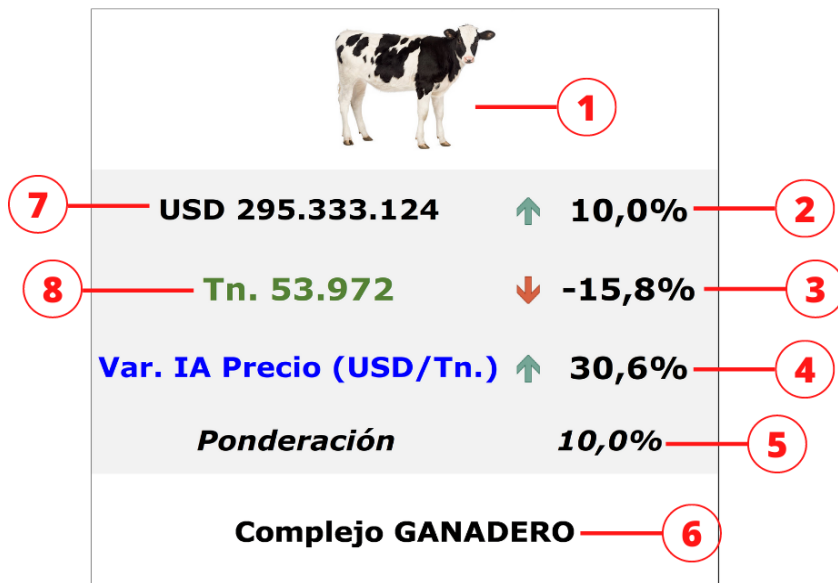 1
7 USD 295.333.124 10,0% 2
8 Tn. 53.972 -15,8% 3
Var. IA Precio (USD/Tn.) 30,6% 4
Ponderación 10,0% 5
Complejo GANADERO 6